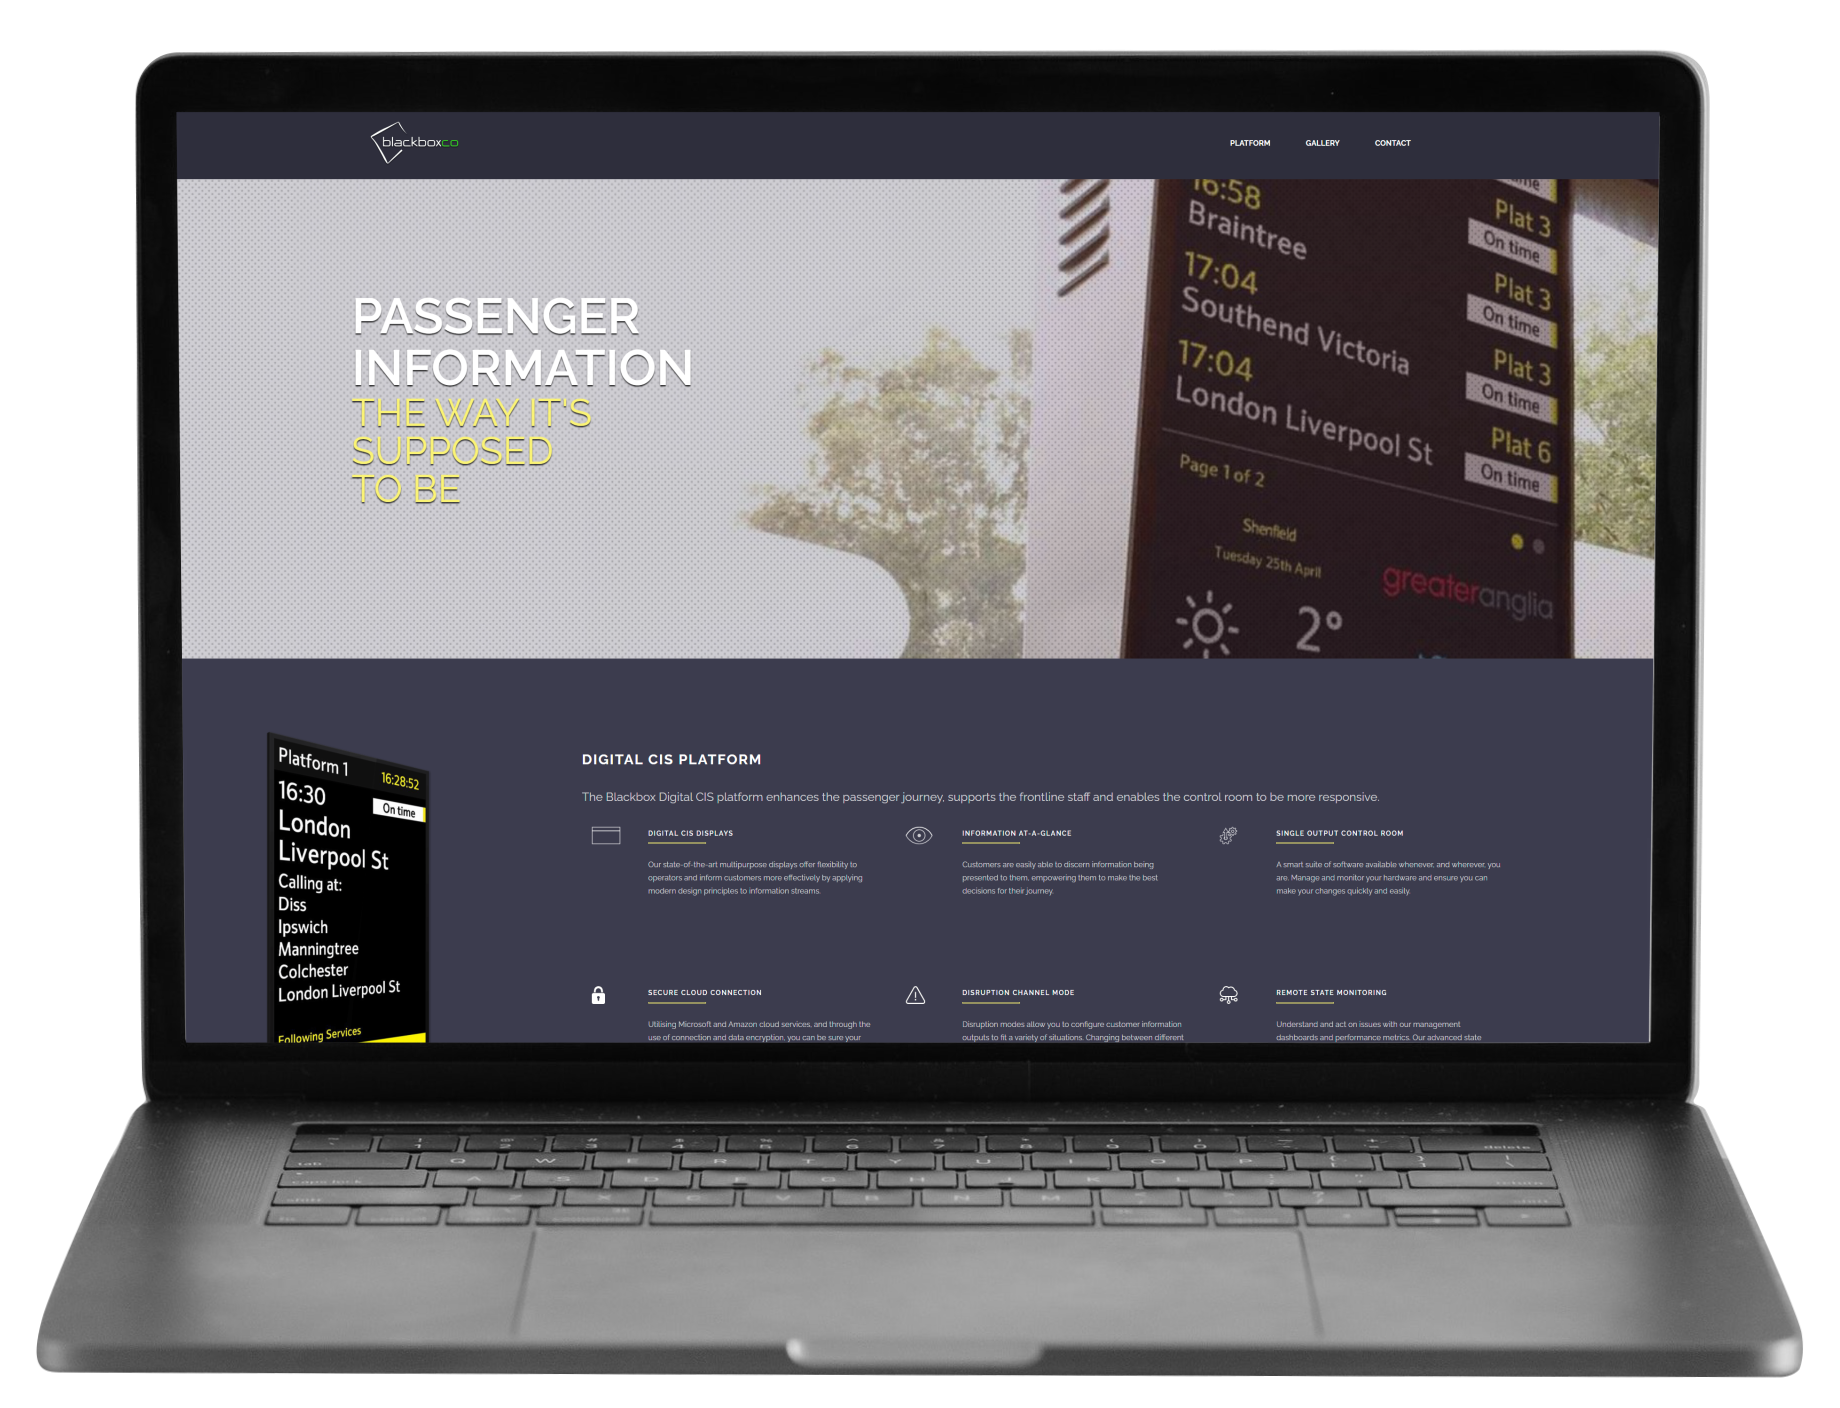 blackboxco
PLATFORM GALLERY CONTACT
PASSENGER
INFORMATION
THE WAY IT'S
SUPPOSED
TO BE
16:58
Braintree
Plat 3
On time
17:04
Southend Victoria
Plat 3
On time
17:04
London Liverpool St
Plat 3
On time
Plat 6
On time
Page 1 of 2
Shenfield
Tuesday 25th April
greateranglia
2°
Platform 1
16:28:52
16:30
On time
London
Liverpool St
Calling at:
Diss
Ipswich
Manningtree
Colchester
London Liverpool St
Following Services
DIGITAL CIS PLATFORM
The Blackbox Digital CIS platform enhances the passenger journey, supports the frontline staff and enables the control room to be more responsive.
DIGITAL CIS DISPLAYS
Our state-of-the-art multipurpose displays offer flexibility to
operators and inform customers more effectively by applying
modern design principles to information streams.
INFORMATION AT-A-GLANCE
Customers are easily able to discern information being
presented to them, empowering them to make the best
decisions for their journey.
SINGLE OUTPUT CONTROL ROOM
A smart suite of software available whenever, and wherever, you
are. Manage and monitor your hardware and ensure you can
make your changes quickly and easily.
SECURE CLOUD CONNECTION
Utilising Microsoft and Amazon cloud services, and through the
use of connection and data encryption, you can be sure your
DISRUPTION CHANNEL MODE
Disruption modes allow you to configure customer information
outputs to fit a variety of situations. Changing between different
REMOTE STATE MONITORING
Understand and act on issues with our management
dashboards and performance metrics. Our advanced state
delete
tab Q W E R T Y U I O P
caps lock A S D F G H J K L return
shift Z X C V B N M shift